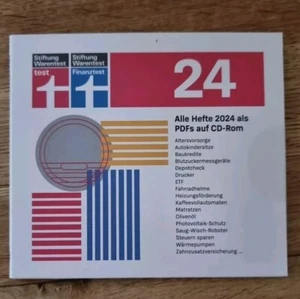 Stiftung Warentest
test
Stiftung Warentest
Finanztest
24
Alle Hefte 2024 als
PDFs auf CD-Rom
Altersvorsorge
Autokindersitze
Baukredite
Blutzuckermessgeräte
Depotcheck
Drucker
ETF
Fahrradhelme
Heizungsförderung
Kaffeevollautomaten
Matratzen
Olivenöl
Photovoltaik-Schutz
Saug-Wisch-Roboter
Steuern sparen
Wärmepumpen
Zahnzusatzversicherung ...